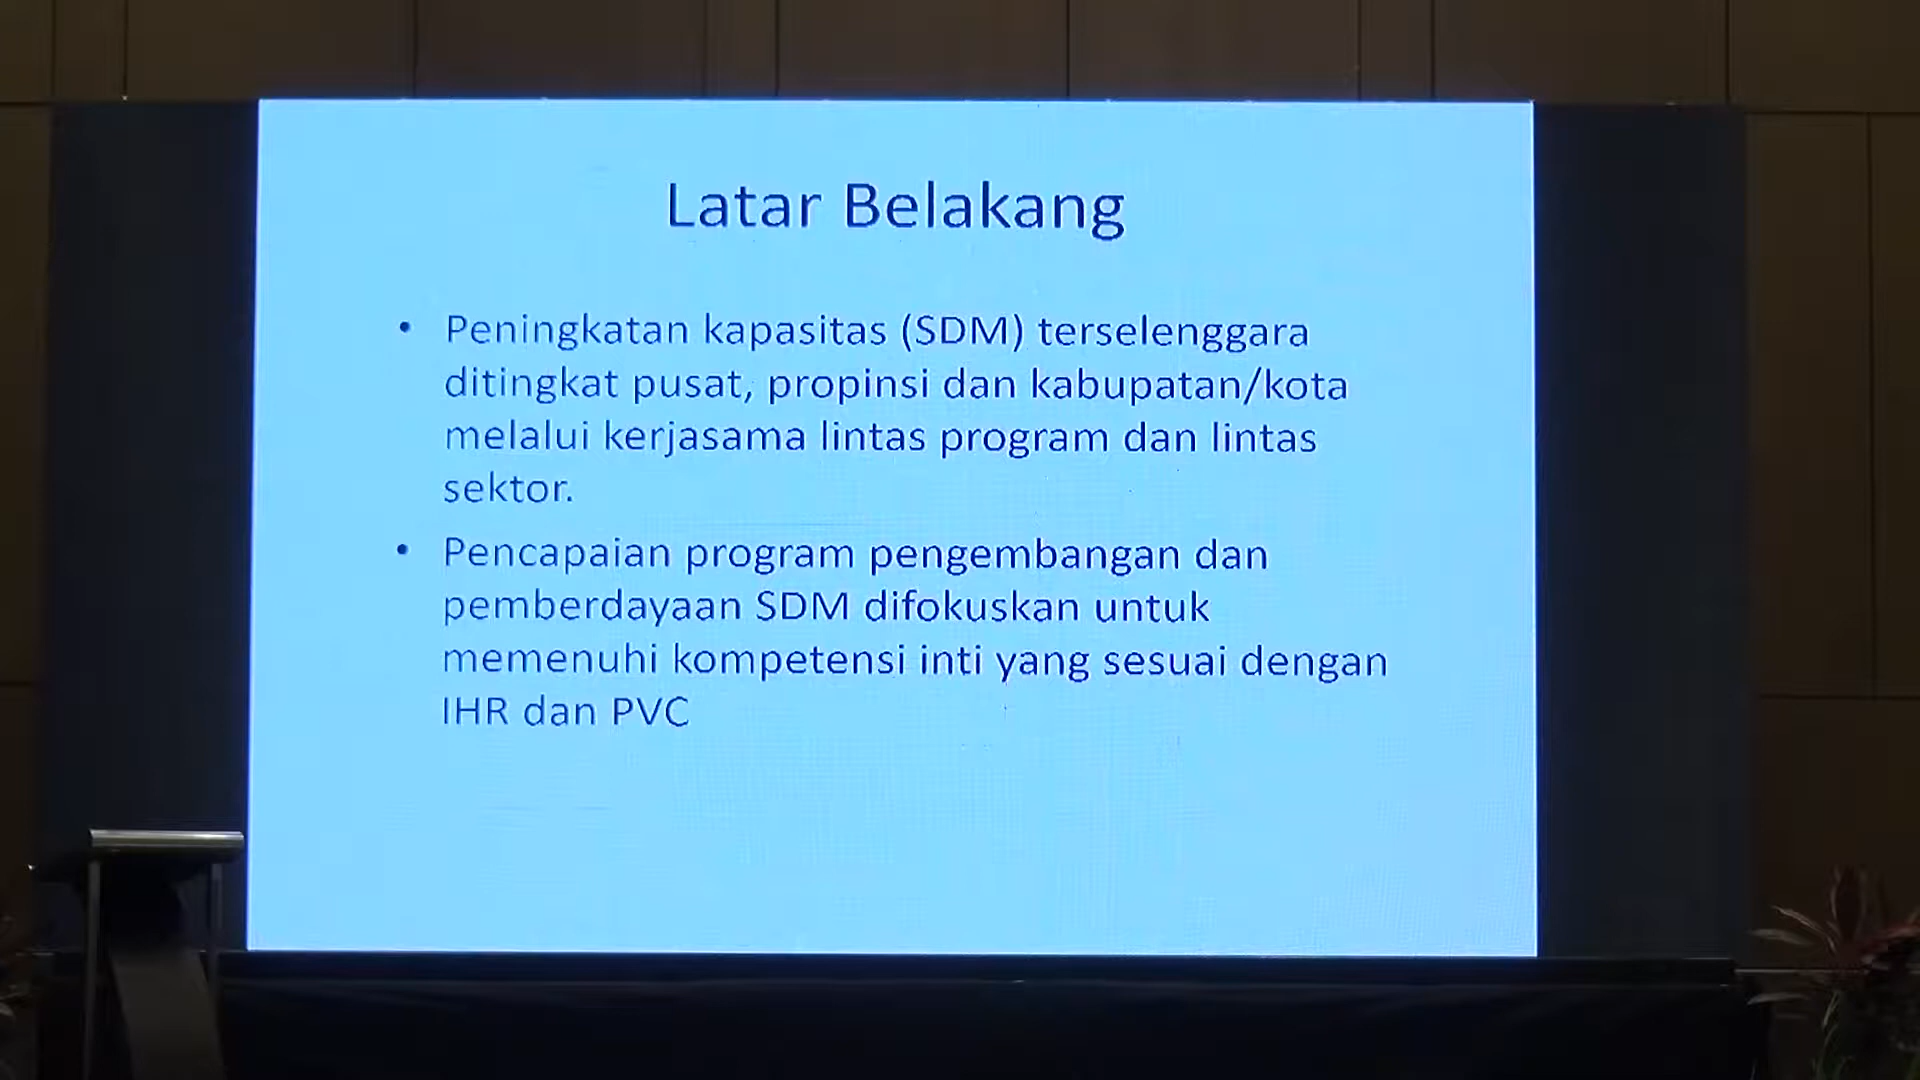 Latar Belakang
• Peningkatan kapasitas (SDM) terselenggara
ditingkat pusat, propinsi dan kabupatan/kota
melalui kerjasama lintas program dan lintas
sektor.
• Pencapaian program pengembangan dan
pemberdayaan SDM difokuskan untuk
memenuhi kompetensi inti yang sesuai dengan
IHR dan PVC